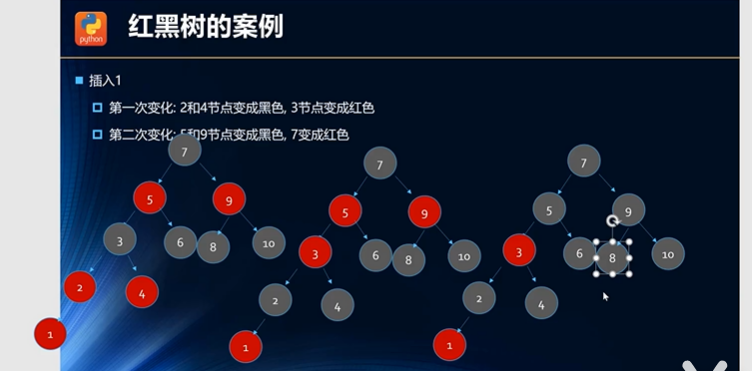 python
红黑树的案例
插入1
第一次变化: 2和4节点变成黑色, 3节点变成红色
第二次变化: 5和9节点变成黑色, 7变成红色
7 7 7
5 9 5 9 5 9
3 6 8 10 3 6 8 10 3 6 8 10
2 4 2 4 2 4
1 1 1